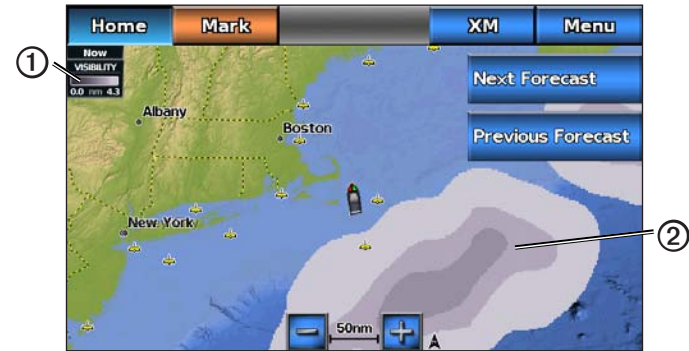 Home Mark XM Menu
①
Now
VISIBILITY
0.0 nm 4.3
Next Forecast
Albany
Boston
Previous Forecast
New York
②
50nm